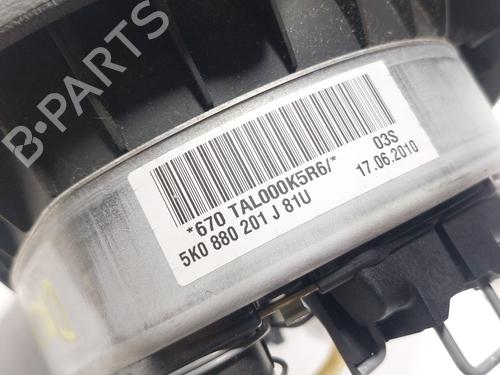 B-PARTS
*670 TAL000K5R6/*
03S
5K0 880 201 J 81U
17.06.2010